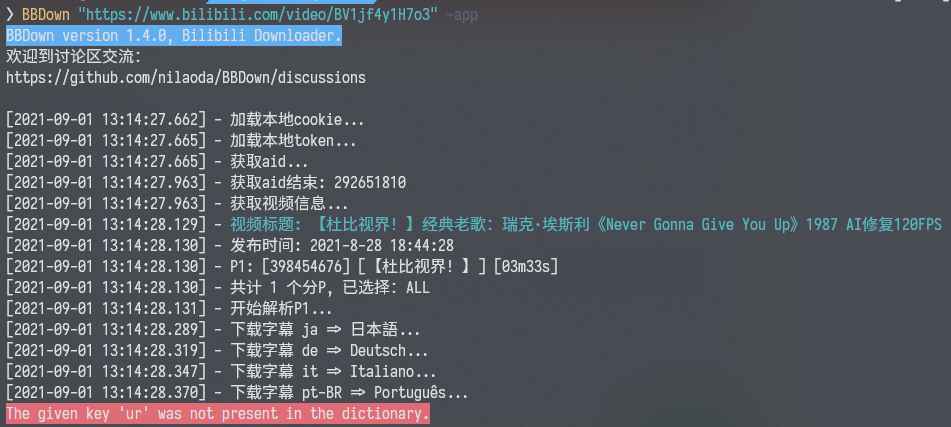 ❯ BBDown "https://www.bilibili.com/video/BV1jf4y1H7o3" -app
BBDown version 1.4.0, Bilibili Downloader.
欢迎到讨论区交流：
https://github.com/nilaoda/BBDown/discussions
[2021-09-01 13:14:27.662] - 加载本地cookie...
[2021-09-01 13:14:27.665] - 加载本地token...
[2021-09-01 13:14:27.665] - 获取aid...
[2021-09-01 13:14:27.963] - 获取aid结束: 292651810
[2021-09-01 13:14:27.963] - 获取视频信息...
[2021-09-01 13:14:28.129] - 视频标题: 【杜比视界！】经典老歌：瑞克·埃斯利《Never Gonna Give You Up》1987 AI修复120FPS
[2021-09-01 13:14:28.130] - 发布时间: 2021-8-28 18:44:28
[2021-09-01 13:14:28.130] - P1: [398454676] [【杜比视界！】] [03m33s]
[2021-09-01 13:14:28.130] - 共计 1 个分P, 已选择：ALL
[2021-09-01 13:14:28.131] - 开始解析P1...
[2021-09-01 13:14:28.289] - 下载字幕 ja => 日本語...
[2021-09-01 13:14:28.319] - 下载字幕 de => Deutsch...
[2021-09-01 13:14:28.347] - 下载字幕 it => Italiano...
[2021-09-01 13:14:28.370] - 下载字幕 pt-BR => Português...
The given key 'ur' was not present in the dictionary.